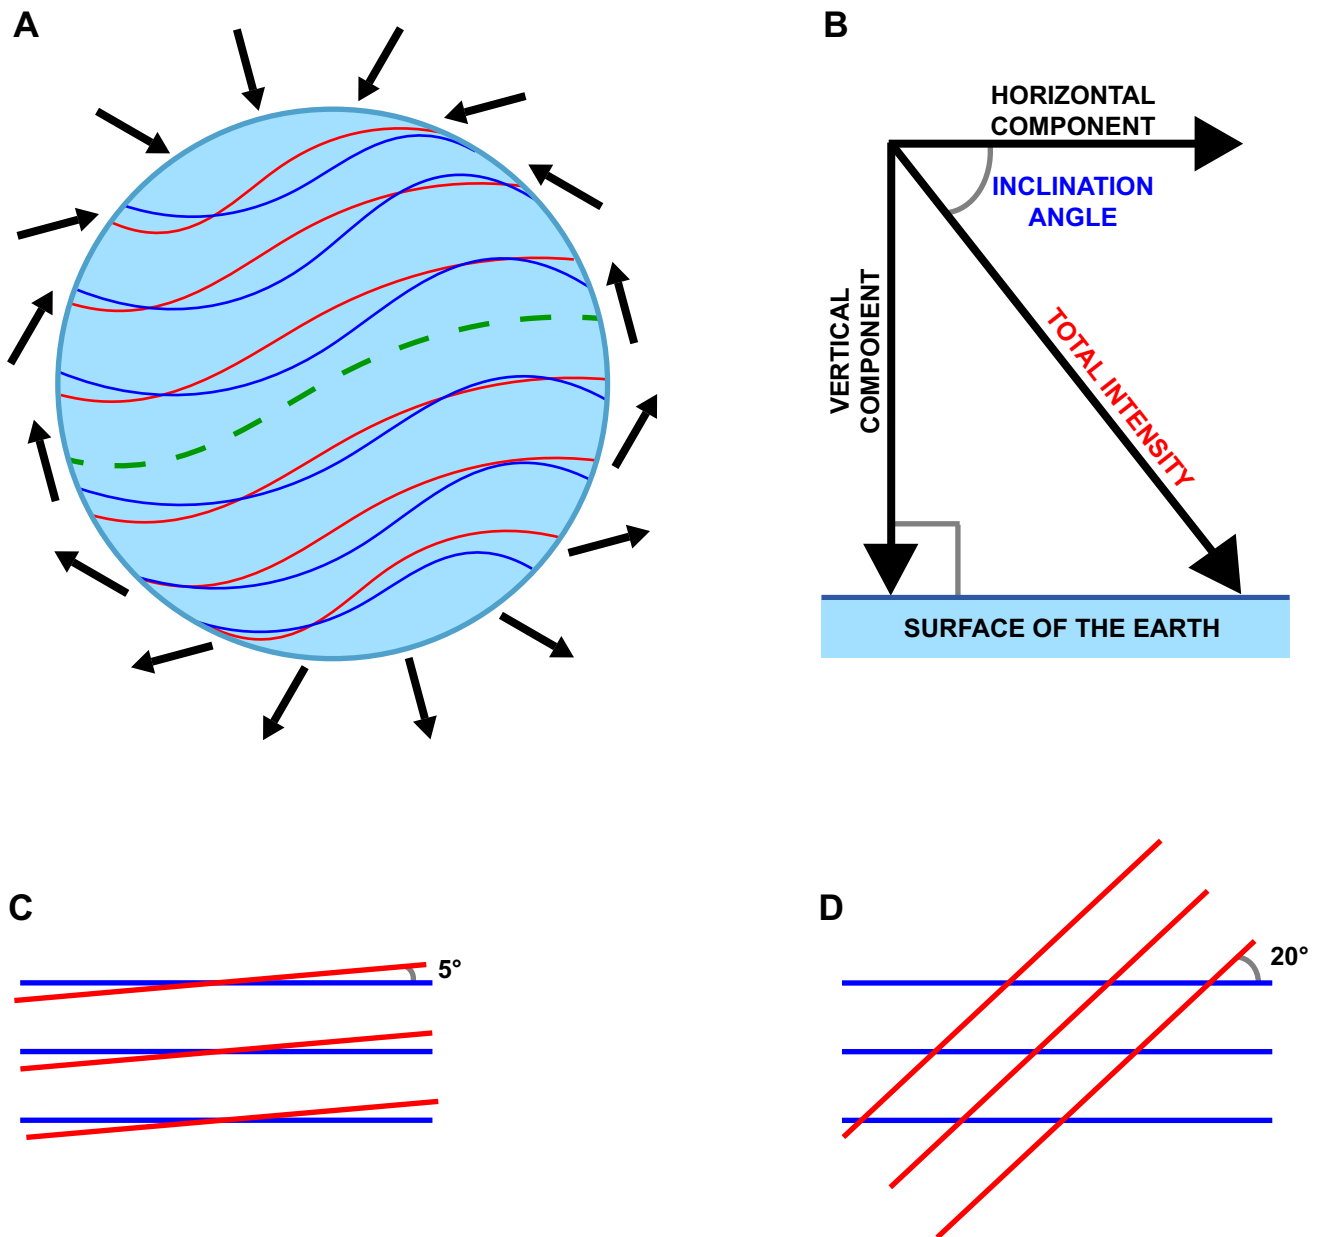 A
B
HORIZONTAL
COMPONENT
INCLINATION
ANGLE
VERTICAL
COMPONENT
TOTAL INTENSITY
SURFACE OF THE EARTH
C
5°
D
20°